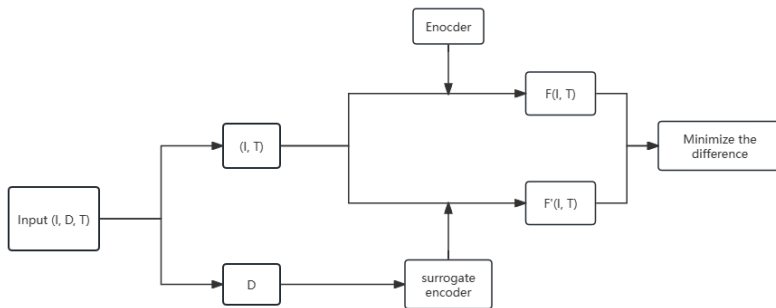 Enocder
F(I, T)
(I, T)
Minimize the
difference
Input (I, D, T)
F'(I, T)
D
surrogate
encoder